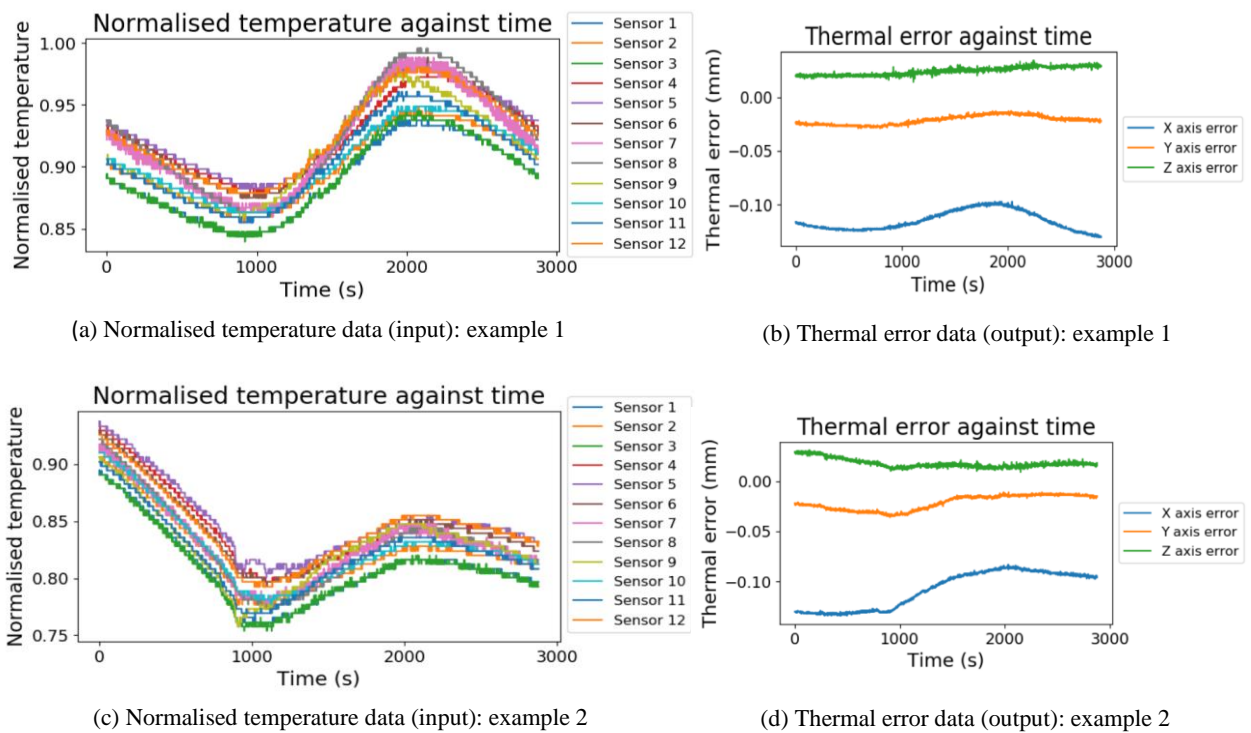 Normalised temperature against time
Normalised temperature
1.00
0.95
0.90
0.85
0
1000
2000
3000
Time (s)
Sensor 1
Sensor 2
Sensor 3
Sensor 4
Sensor 5
Sensor 6
Sensor 7
Sensor 8
Sensor 9
Sensor 10
Sensor 11
Sensor 12
(a) Normalised temperature data (input): example 1
Thermal error against time
Thermal error (mm)
0.00
−0.05
−0.10
0
1000
2000
3000
Time (s)
X axis error
Y axis error
Z axis error
(b) Thermal error data (output): example 1
Normalised temperature against time
Normalised temperature
0.90
0.85
0.80
0.75
0
1000
2000
3000
Time (s)
Sensor 1
Sensor 2
Sensor 3
Sensor 4
Sensor 5
Sensor 6
Sensor 7
Sensor 8
Sensor 9
Sensor 10
Sensor 11
Sensor 12
(c) Normalised temperature data (input): example 2
Thermal error against time
Thermal error (mm)
0.00
−0.05
−0.10
0
1000
2000
3000
Time (s)
X axis error
Y axis error
Z axis error
(d) Thermal error data (output): example 2